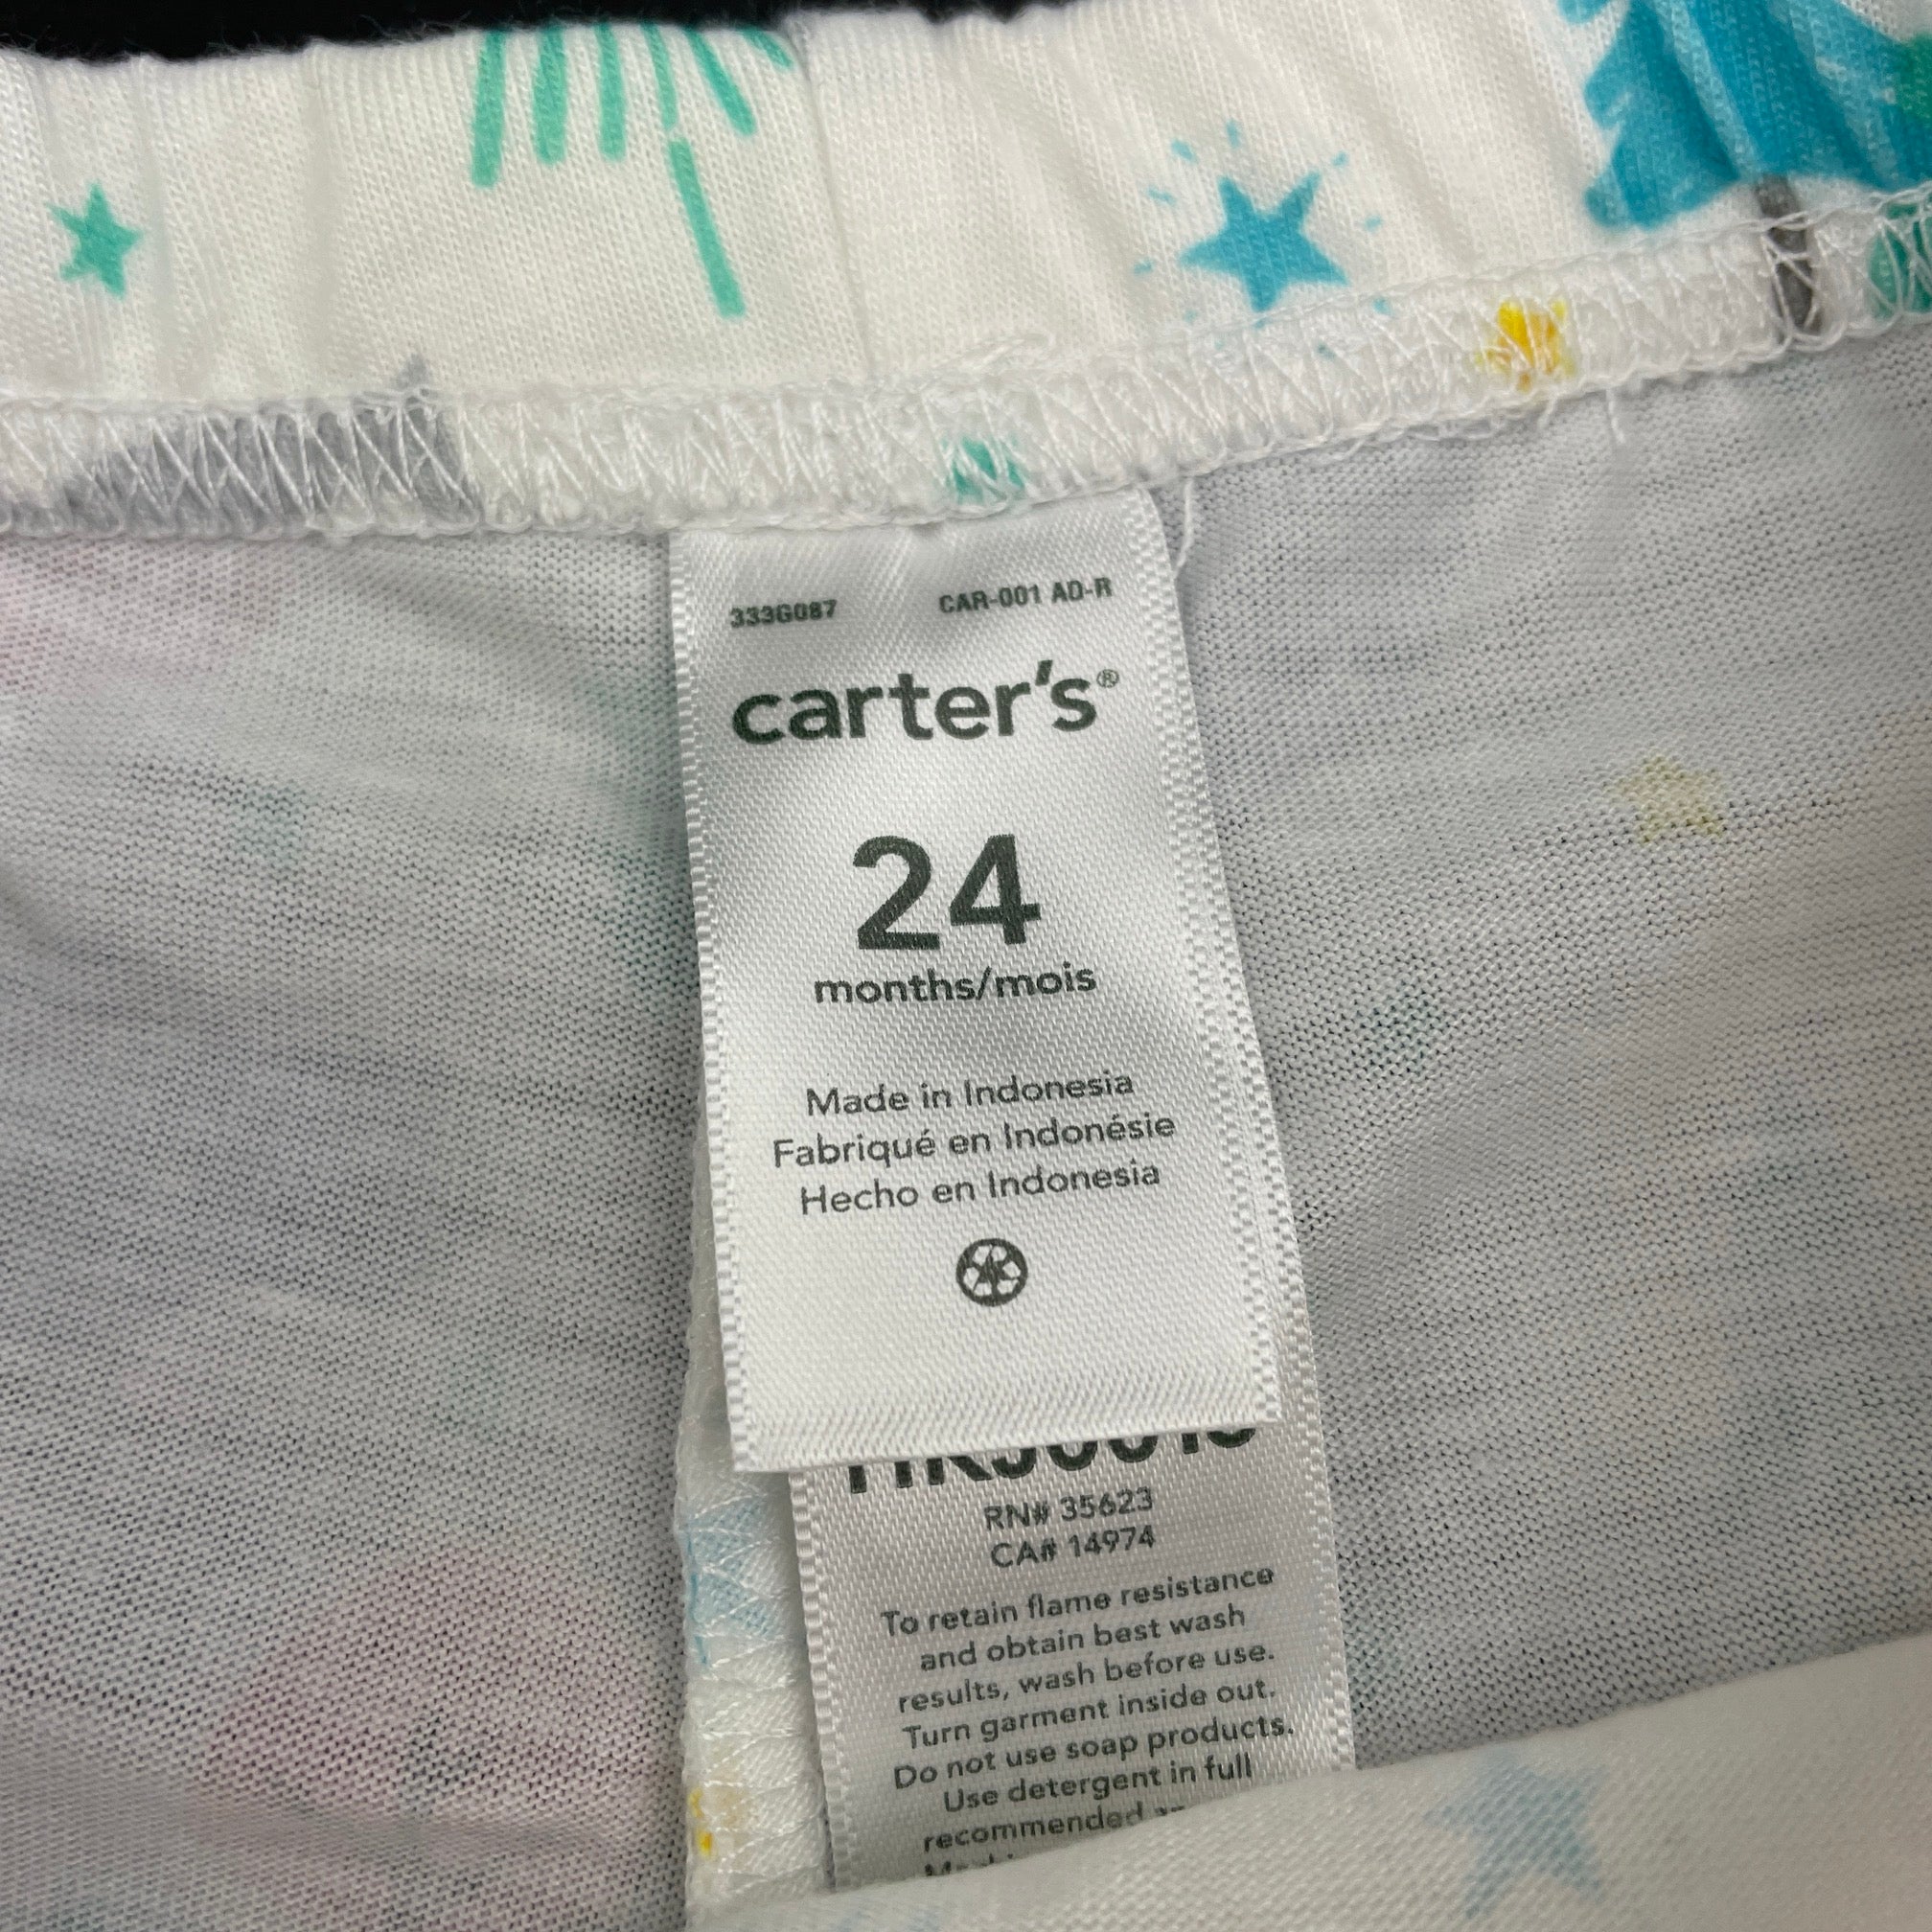 333G087 CAR-001 AD-R
carter's®
24
months/mois
Made in Indonesia
Fabriqué en Indonésie
Hecho en Indonesia
RN# 35623
CA# 14974
To retain flame resistance
and obtain best wash
results, wash before use.
Turn garment inside out.
Do not use soap products.
Use detergent in full
recommended